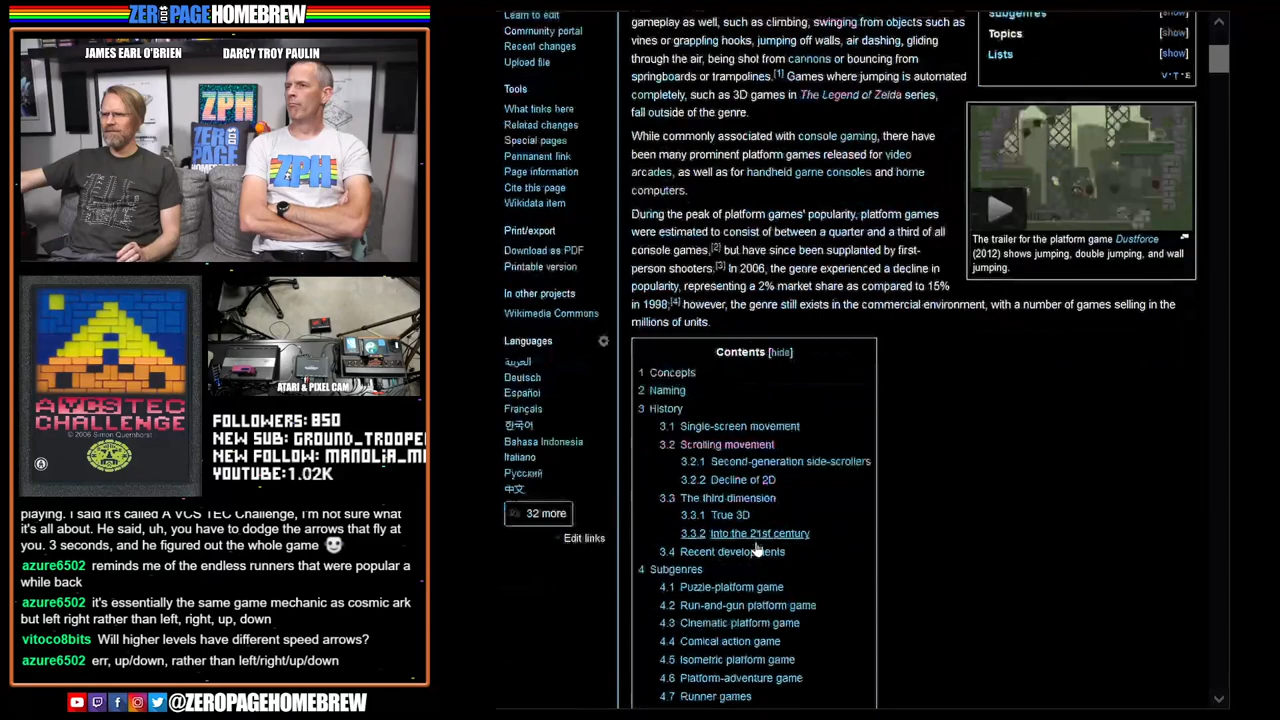 ZERO PAGE HOMEBREW
JAMES EARL O'BRIEN
DARCY TROY PAULIN
ZPH
ZERO
PAGE
ZPH
ATARI & PIXEL CAM
A VCS TEC
CHALLENGE
© 2006 Simon Quernhorst
FOLLOWERS: 850
NEW SUB: GROUND_TROOPER
NEW FOLLOW: MANOLIA_M
YOUTUBE: 1.02K
playing. I said it's called A VCS TEC Challenge, I'm not sure what
it's all about. He said, uh, you have to dodge the arrows that fly at
you. 3 seconds, and he figured out the whole game
azure6502 reminds me of the endless runners that were popular a
while back
azure6502 it's essentially the same game mechanic as cosmic ark
but left right rather than left, right, up, down
vitoco8bits Will higher levels have different speed arrows?
azure6502 err, up/down, rather than left/right/up/down
@ZEROPAGEHOMEBREW
Learn to edit
Community portal
Recent changes
Upload file
Tools
What links here
Related changes
Special pages
Permanent link
Page information
Cite this page
Wikidata item
Print/export
Download as PDF
Printable version
In other projects
Wikimedia Commons
Languages
العربية
Deutsch
Español
Français
한국어
Bahasa Indonesia
Italiano
Русский
中文
32 more
Edit links
gameplay as well, such as climbing, swinging from objects such as
vines or grappling hooks, jumping off walls, air dashing, gliding
through the air, being shot from cannons or bouncing from
springboards or trampolines.[1] Games where jumping is automated
completely, such as 3D games in The Legend of Zelda series,
fall outside of the genre.
While commonly associated with console gaming, there have
been many prominent platform games released for video
arcades, as well as for handheld game consoles and home
computers.
During the peak of platform games' popularity, platform games
were estimated to consist of between a quarter and a third of all
console games,[2] but have since been supplanted by first-
person shooters.[3] In 2006, the genre experienced a decline in
popularity, representing a 2% market share as compared to 15%
in 1998;[4] however, the genre still exists in the commercial environment, with a number of games selling in the
millions of units.
Subgenres [show]
Topics [show]
Lists [show]
V·T·E
The trailer for the platform game Dustforce
(2012) shows jumping, double jumping, and wall
jumping.
Contents [hide]
1 Concepts
2 Naming
3 History
3.1 Single-screen movement
3.2 Scrolling movement
3.2.1 Second-generation side-scrollers
3.2.2 Decline of 2D
3.3 The third dimension
3.3.1 True 3D
3.3.2 Into the 21st century
3.4 Recent developments
4 Subgenres
4.1 Puzzle-platform game
4.2 Run-and-gun platform game
4.3 Cinematic platform game
4.4 Comical action game
4.5 Isometric platform game
4.6 Platform-adventure game
4.7 Runner games